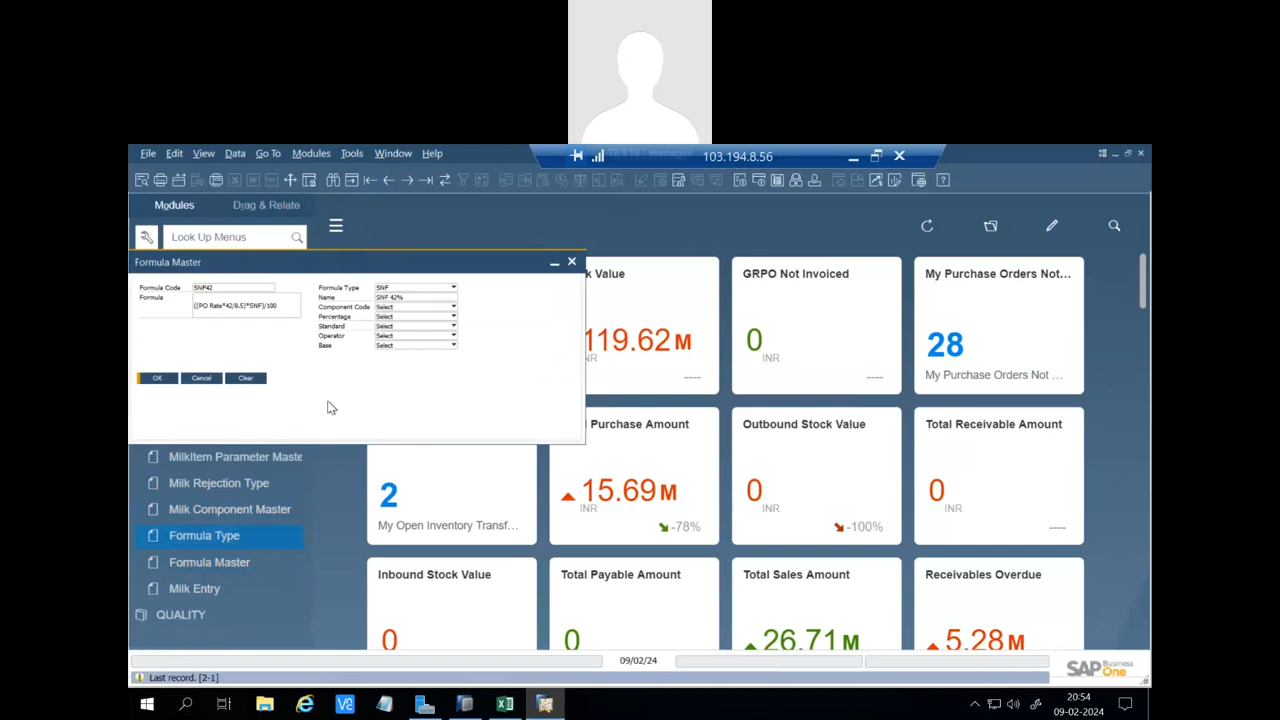 File Edit View Data Go To Modules Tools Window Help
103.194.8.56
Modules Drag & Relate
Look Up Menus
Formula Master
Formula Code SNF42
Formula ((PO Rate*42/8.5)*SNF)/100
Formula Type SNF
Name SNF 42%
Component Code Select
Percentage Select
Standard Select
Operator Select
Base Select
OK Cancel Clear
MilkItem Parameter Maste
Milk Rejection Type
Milk Component Master
Formula Type
Formula Master
Milk Entry
QUALITY
k Value
119.62 M
INR
----
GRPO Not Invoiced
0
INR
My Purchase Orders Not...
28
My Purchase Orders Not ...
2
My Open Inventory Transf...
Purchase Amount
15.69 M
INR
-78%
Outbound Stock Value
0
INR
-100%
Total Receivable Amount
0
INR
----
Inbound Stock Value
0
Total Payable Amount
0
Total Sales Amount
26.71 M
Receivables Overdue
5.28 M
09/02/24
SAP Business One
Last record. [2-1]
20:54
09-02-2024